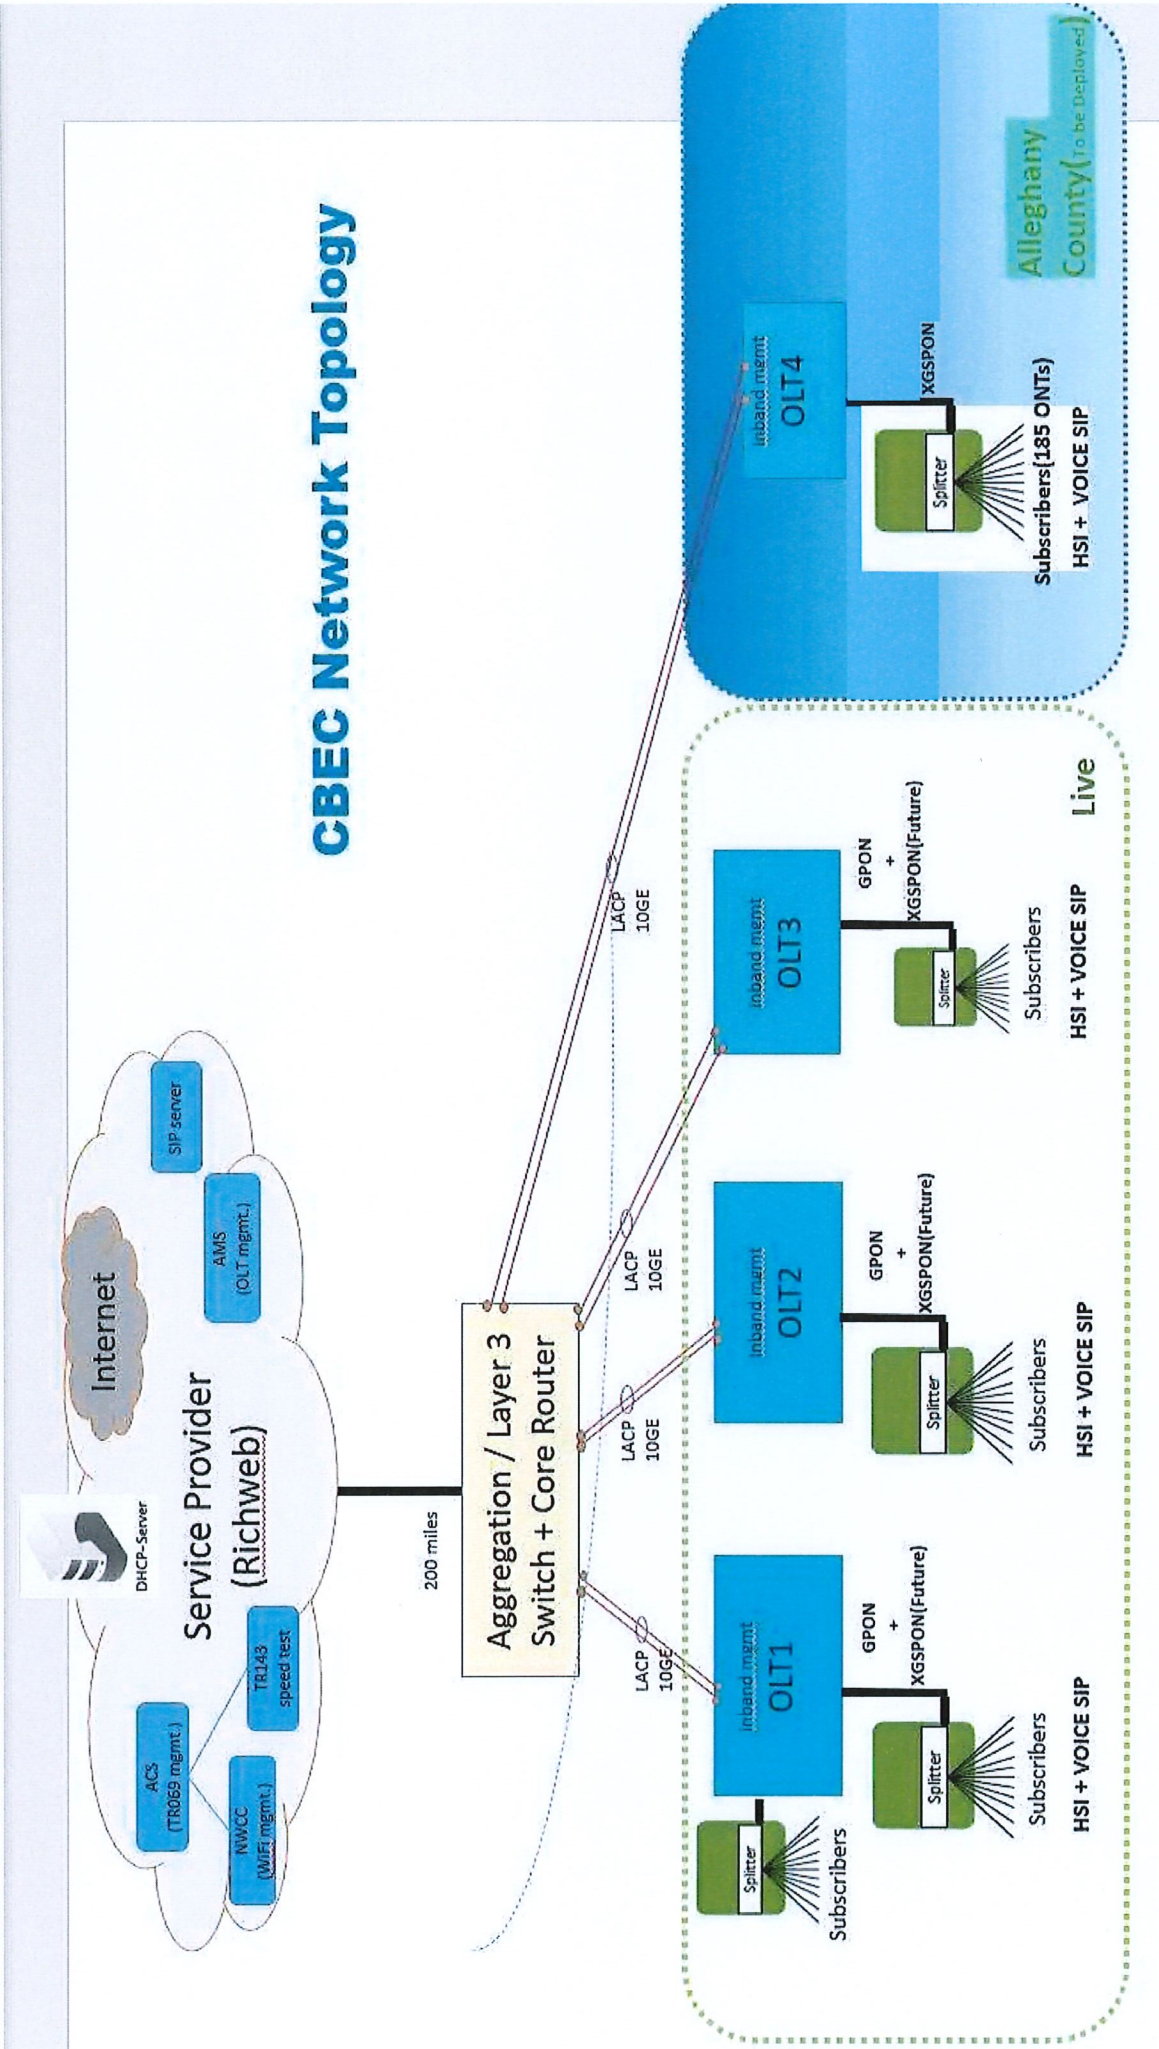 CBEC Network Topology
Internet
SIP server
AMS
(OLT mgmt.)
DHCP-Server
Service Provider
(Richweb)
ACS
(TR069 mgmt.)
TR143
speed test
NWCC
(WiFi mgmt.)
200 miles
Aggregation / Layer 3
Switch + Core Router
LACP
10GE
LACP
10GE
LACP
10GE
LACP
10GE
inband mgmt
OLT1
GPON
+
XGSPON(Future)
Splitter
Subscribers
Splitter
Subscribers
HSI + VOICE SIP
inband mgmt
OLT2
GPON
+
XGSPON(Future)
Splitter
Subscribers
HSI + VOICE SIP
inband mgmt
OLT3
GPON
+
XGSPON(Future)
Splitter
Subscribers
HSI + VOICE SIP
Live
inband mgmt
OLT4
XGSPON
Splitter
Subscribers(185 ONTs)
HSI + VOICE SIP
Alleghany
County(To be Deployed)